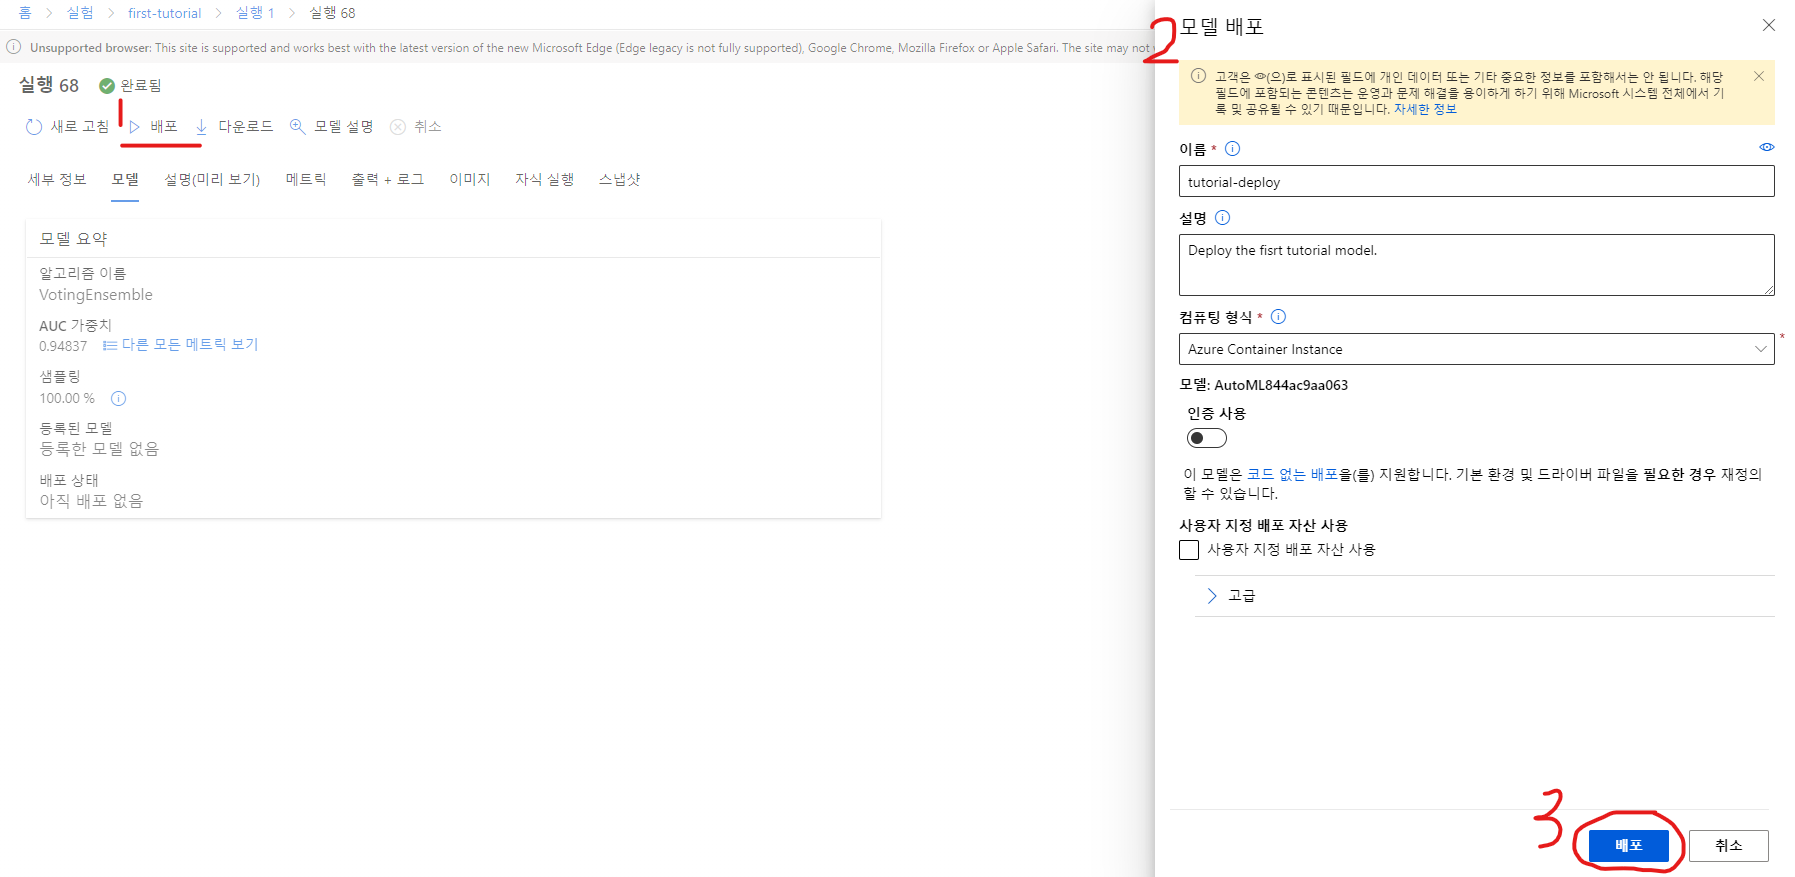 홈 > 실험 > first-tutorial > 실행 1 > 실행 68
Unsupported browser: This site is supported and works best with the latest version of the new Microsoft Edge (Edge legacy is not fully supported), Google Chrome, Mozilla Firefox or Apple Safari. The site may not
실행 68 완료됨
1
새로 고침 배포 다운로드 모델 설명 취소
세부 정보 모델 설명(미리 보기) 메트릭 출력 + 로그 이미지 자식 실행 스냅샷
모델 요약
알고리즘 이름
VotingEnsemble
AUC 가중치
0.94837 다른 모든 메트릭 보기
샘플링
100.00 %
등록된 모델
등록한 모델 없음
배포 상태
아직 배포 없음
2
모델 배포
고객은 (으)로 표시된 필드에 개인 데이터 또는 기타 중요한 정보를 포함해서는 안 됩니다. 해당
필드에 포함되는 콘텐츠는 운영과 문제 해결을 용이하게 하기 위해 Microsoft 시스템 전체에서 기
록 및 공유될 수 있기 때문입니다. 자세한 정보
이름 *
tutorial-deploy
설명
Deploy the fisrt tutorial model.
컴퓨팅 형식 *
Azure Container Instance *
모델: AutoML844ac9aa063
인증 사용
이 모델은 코드 없는 배포을(를) 지원합니다. 기본 환경 및 드라이버 파일을 필요한 경우 재정의
할 수 있습니다.
사용자 지정 배포 자산 사용
사용자 지정 배포 자산 사용
고급
3
배포 취소